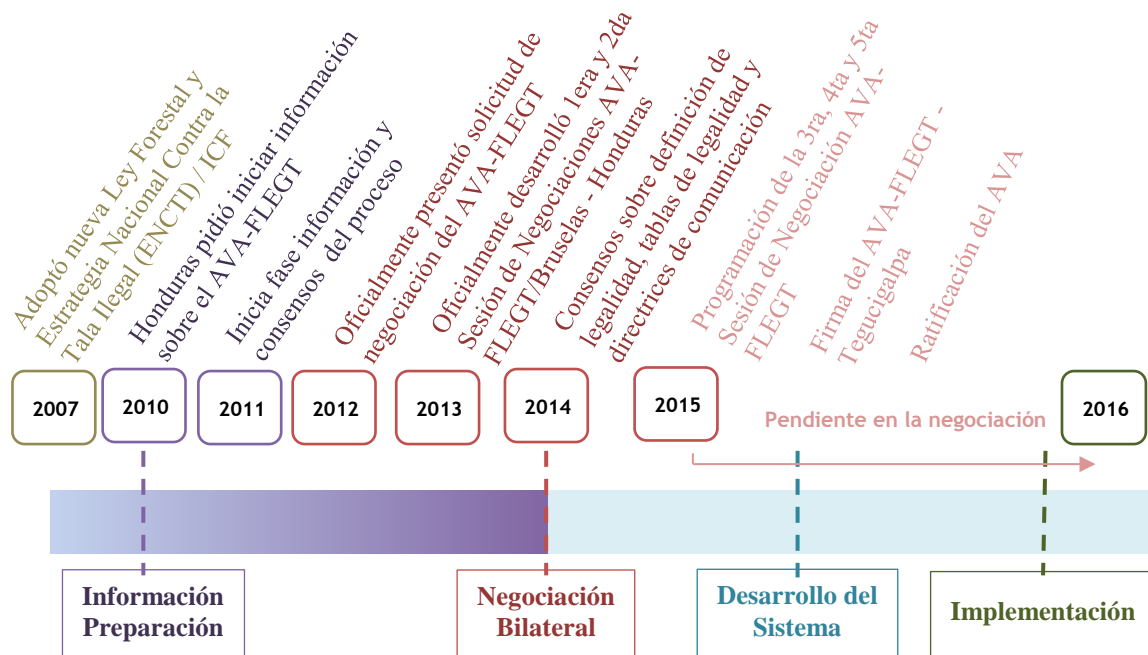 Adoptó nueva Ley Forestal y
Estrategia Nacional Contra la
Tala Ilegal (ENCTI) / ICF
Honduras pidió iniciar información
sobre el AVA-FLEGT
Inicia fase información y
consensos del proceso
Oficialmente presentó solicitud de
negociación del AVA-FLEGT
Oficialmente desarrolló 1era y 2da
Sesión de Negociaciones AVA-
FLEGT/Bruselas - Honduras
Consensos sobre definición de
legalidad, tablas de legalidad y
directrices de comunicación
Programación de la 3ra, 4ta y 5ta
Sesión de Negociación AVA-
FLEGT
Firma del AVA-FLEGT -
Tegucigalpa
Ratificación del AVA
2007
2010
2011
2012
2013
2014
2015
2016
Pendiente en la negociación
Información
Preparación
Negociación
Bilateral
Desarrollo del
Sistema
Implementación